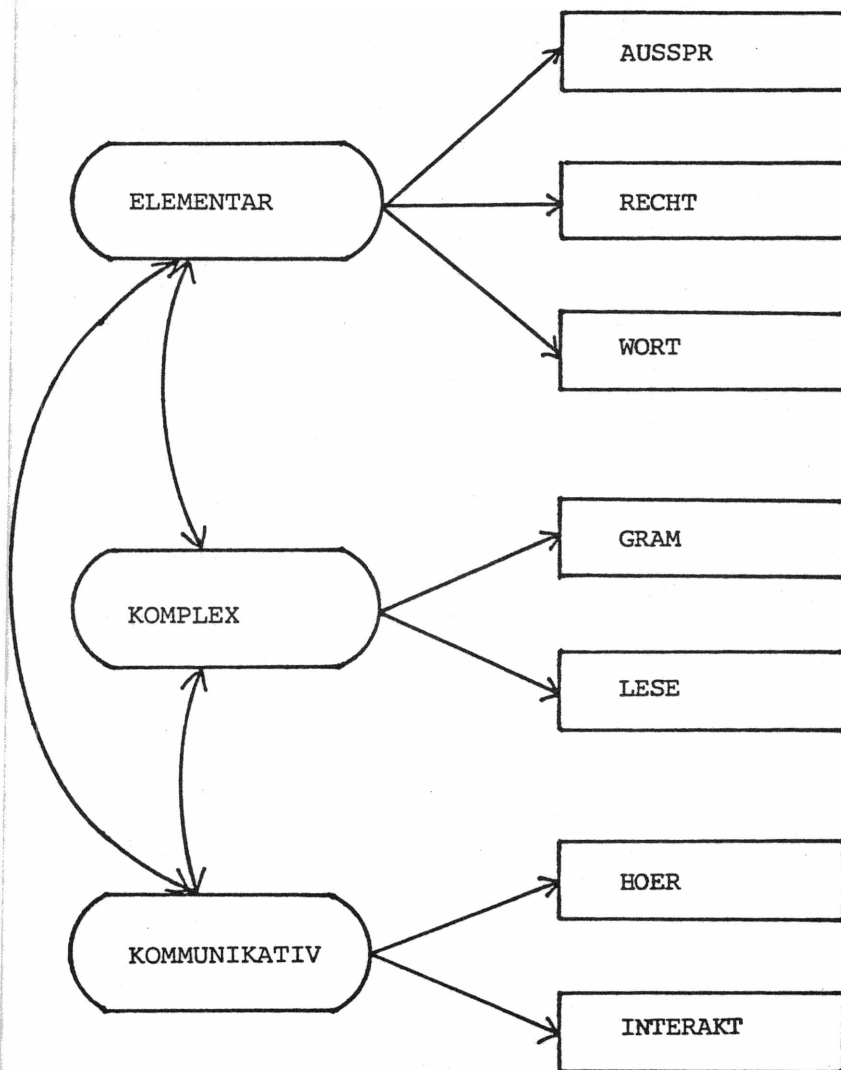 AUSSPR
ELEMENTAR
RECHT
WORT
GRAM
KOMPLEX
LESE
HOER
KOMMUNIKATIV
INTERAKT